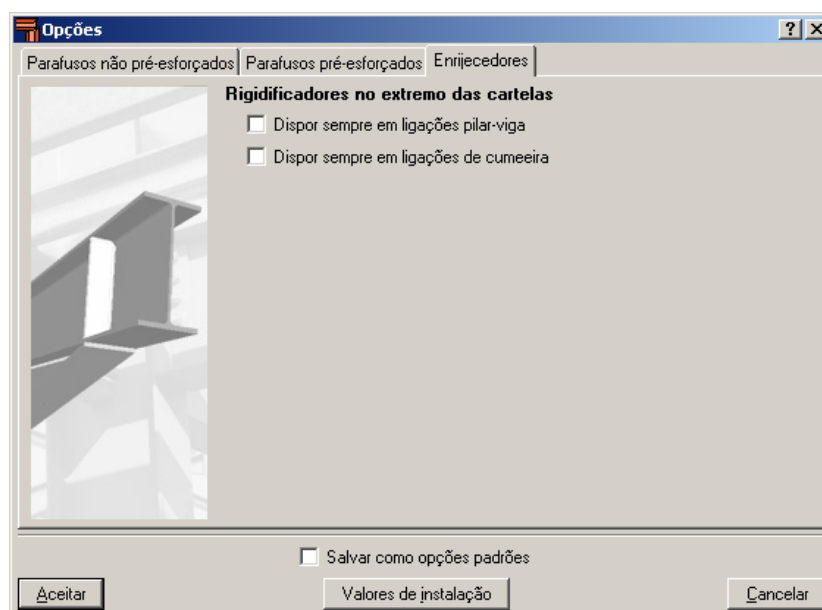 Opções
Parafusos não pré-esforçados Parafusos pré-esforçados Enrijecedores
Rigidificadores no extremo das cartelas
Dispor sempre em ligações pilar-viga
Dispor sempre em ligações de cumeeira
Salvar como opções padrões
Aceitar Valores de instalação Cancelar